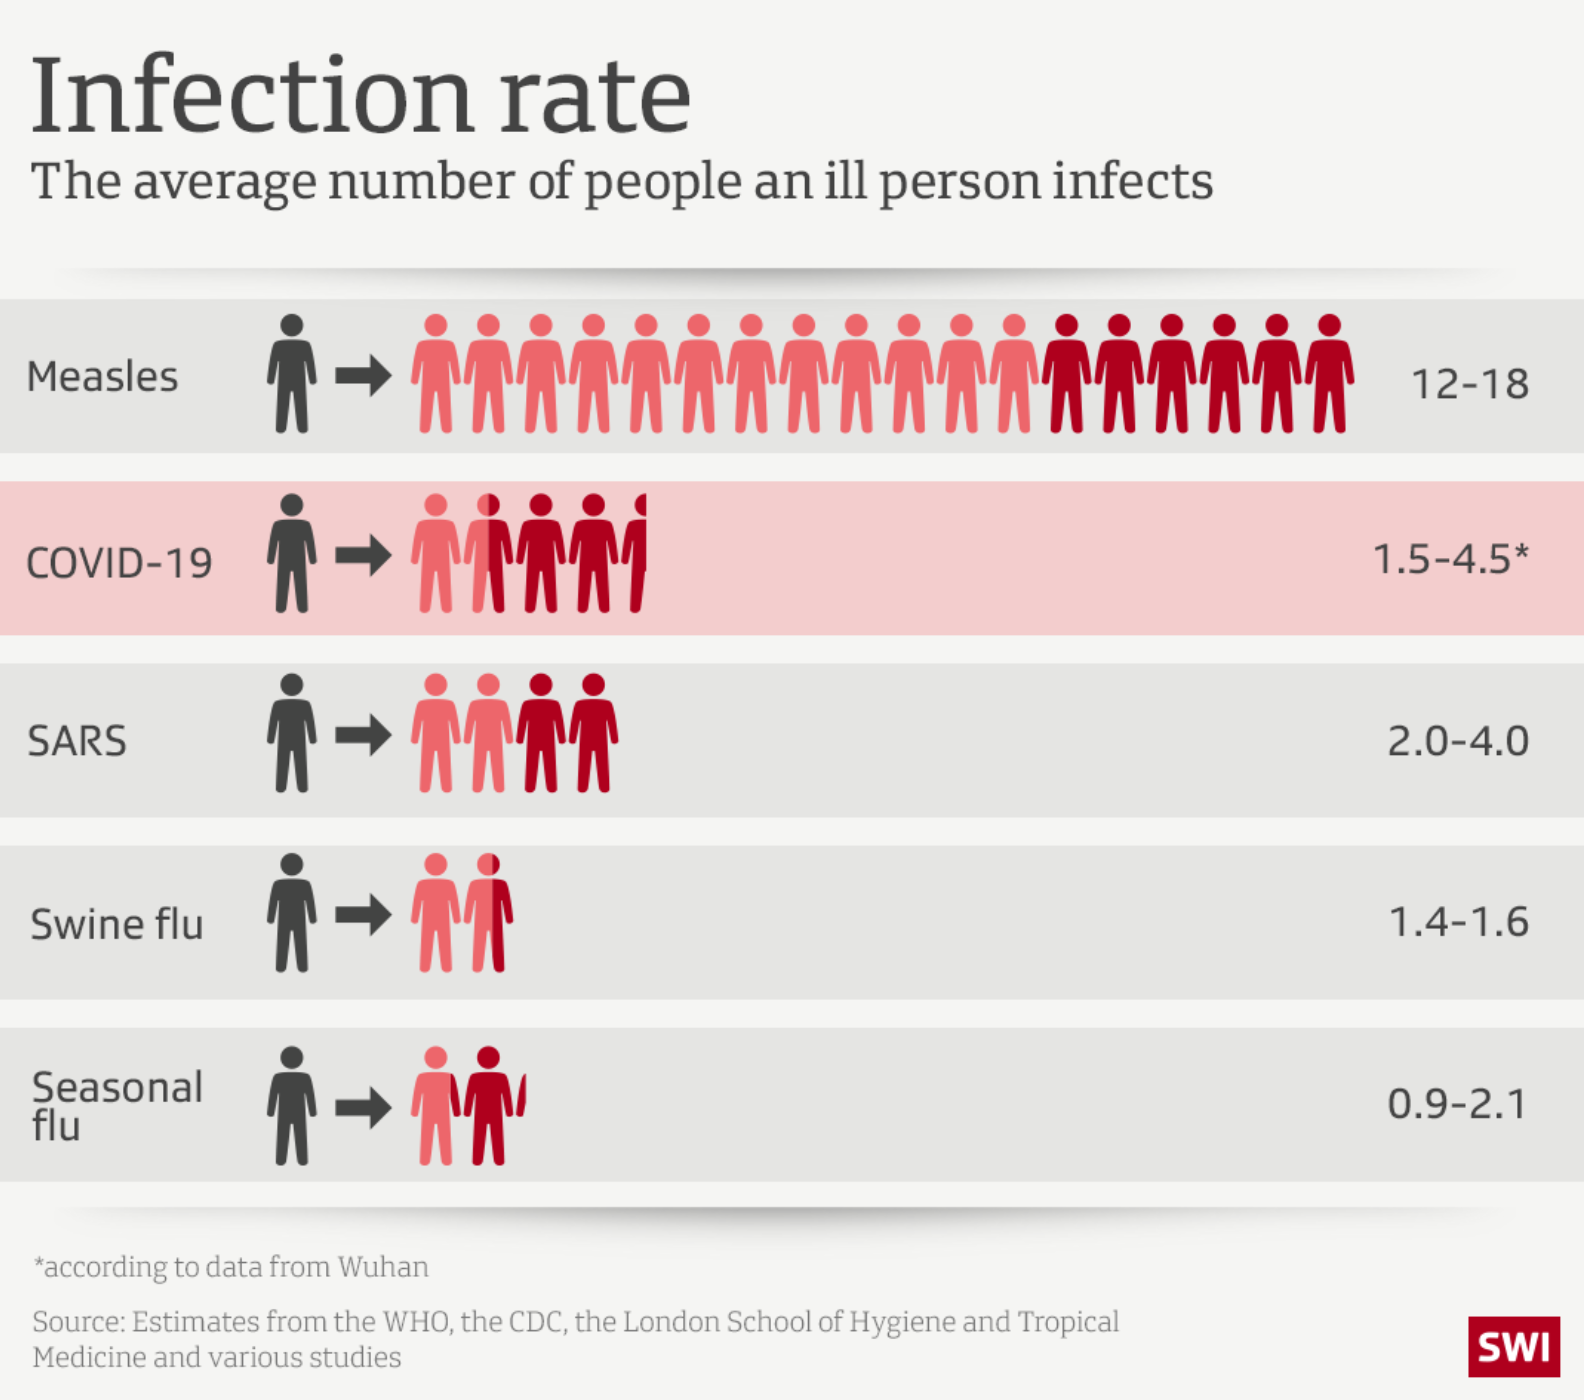 Infection rate
The average number of people an ill person infects
Measles
12-18
COVID-19
1.5-4.5*
SARS
2.0-4.0
Swine flu
1.4-1.6
Seasonal
flu
0.9-2.1
*according to data from Wuhan
Source: Estimates from the WHO, the CDC, the London School of Hygiene and Tropical
Medicine and various studies
SWI